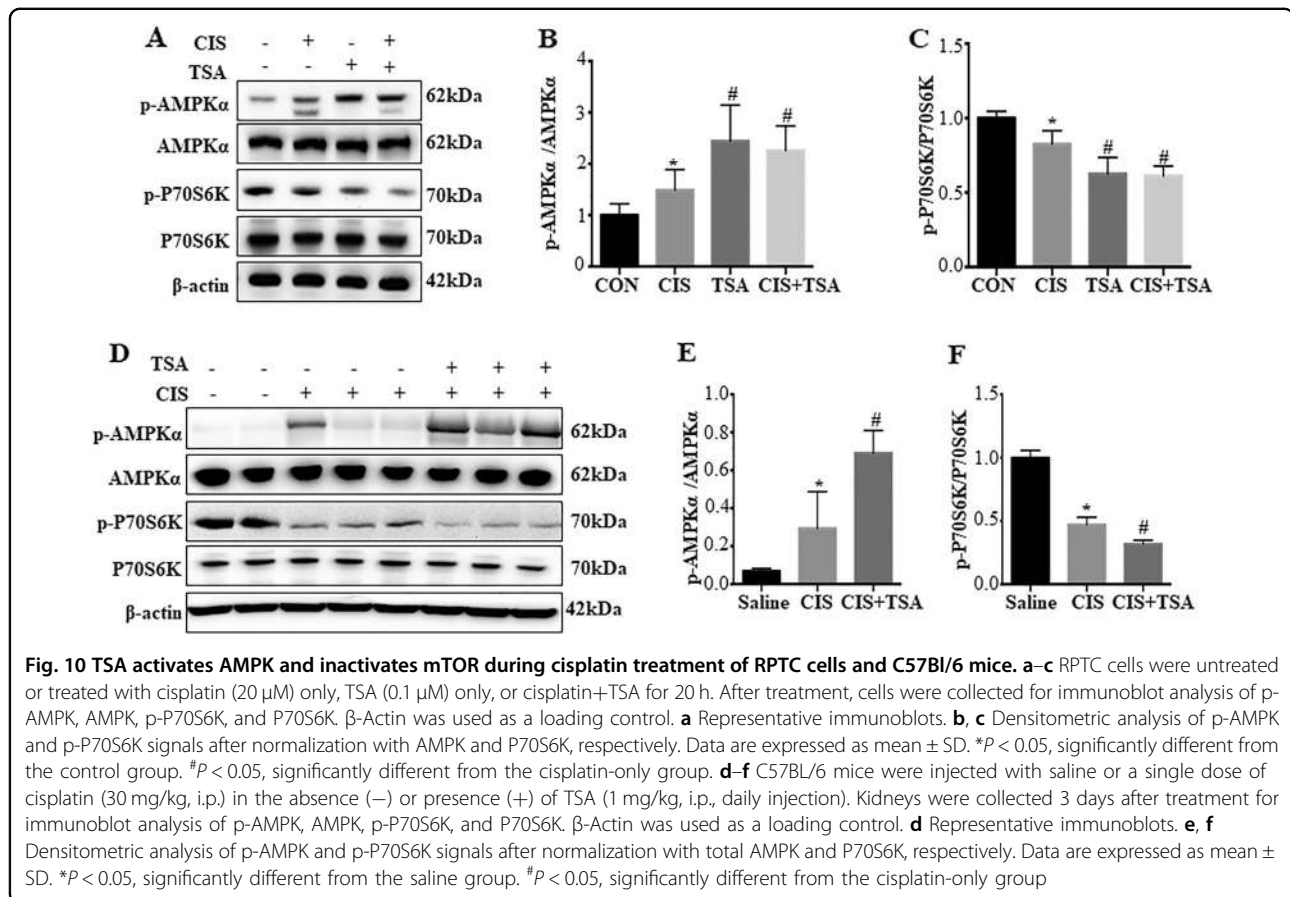 A
CIS - + - +
TSA - - + +
p-AMPKα 62kDa
AMPKα 62kDa
p-P70S6K 70kDa
P70S6K 70kDa
β-actin 42kDa
B
p-AMPKα /AMPKα
4
3
2
1
0
* # #
CON CIS TSA CIS+TSA
C
p-P70S6K/P70S6K
1.5
1.0
0.5
0.0
* # #
CON CIS TSA CIS+TSA
D
TSA - - - - - + + +
CIS - - + + + + + +
p-AMPKα 62kDa
AMPKα 62kDa
p-P70S6K 70kDa
P70S6K 70kDa
β-actin 42kDa
E
p-AMPKα /AMPKα
1.0
0.8
0.6
0.4
0.2
0.0
* #
Saline CIS CIS+TSA
F
p-P70S6K/P70S6K
1.5
1.0
0.5
0.0
* #
Saline CIS CIS+TSA
Fig. 10 TSA activates AMPK and inactivates mTOR during cisplatin treatment of RPTC cells and C57Bl/6 mice. a–c RPTC cells were untreated
or treated with cisplatin (20 μM) only, TSA (0.1 μM) only, or cisplatin+TSA for 20 h. After treatment, cells were collected for immunoblot analysis of p-
AMPK, AMPK, p-P70S6K, and P70S6K. β-Actin was used as a loading control. a Representative immunoblots. b, c Densitometric analysis of p-AMPK
and p-P70S6K signals after normalization with AMPK and P70S6K, respectively. Data are expressed as mean ± SD. *P < 0.05, significantly different from
the control group. #P < 0.05, significantly different from the cisplatin-only group. d–f C57BL/6 mice were injected with saline or a single dose of
cisplatin (30 mg/kg, i.p.) in the absence (−) or presence (+) of TSA (1 mg/kg, i.p., daily injection). Kidneys were collected 3 days after treatment for
immunoblot analysis of p-AMPK, AMPK, p-P70S6K, and P70S6K. β-Actin was used as a loading control. d Representative immunoblots. e, f
Densitometric analysis of p-AMPK and p-P70S6K signals after normalization with total AMPK and P70S6K, respectively. Data are expressed as mean ±
SD. *P < 0.05, significantly different from the saline group. #P < 0.05, significantly different from the cisplatin-only group